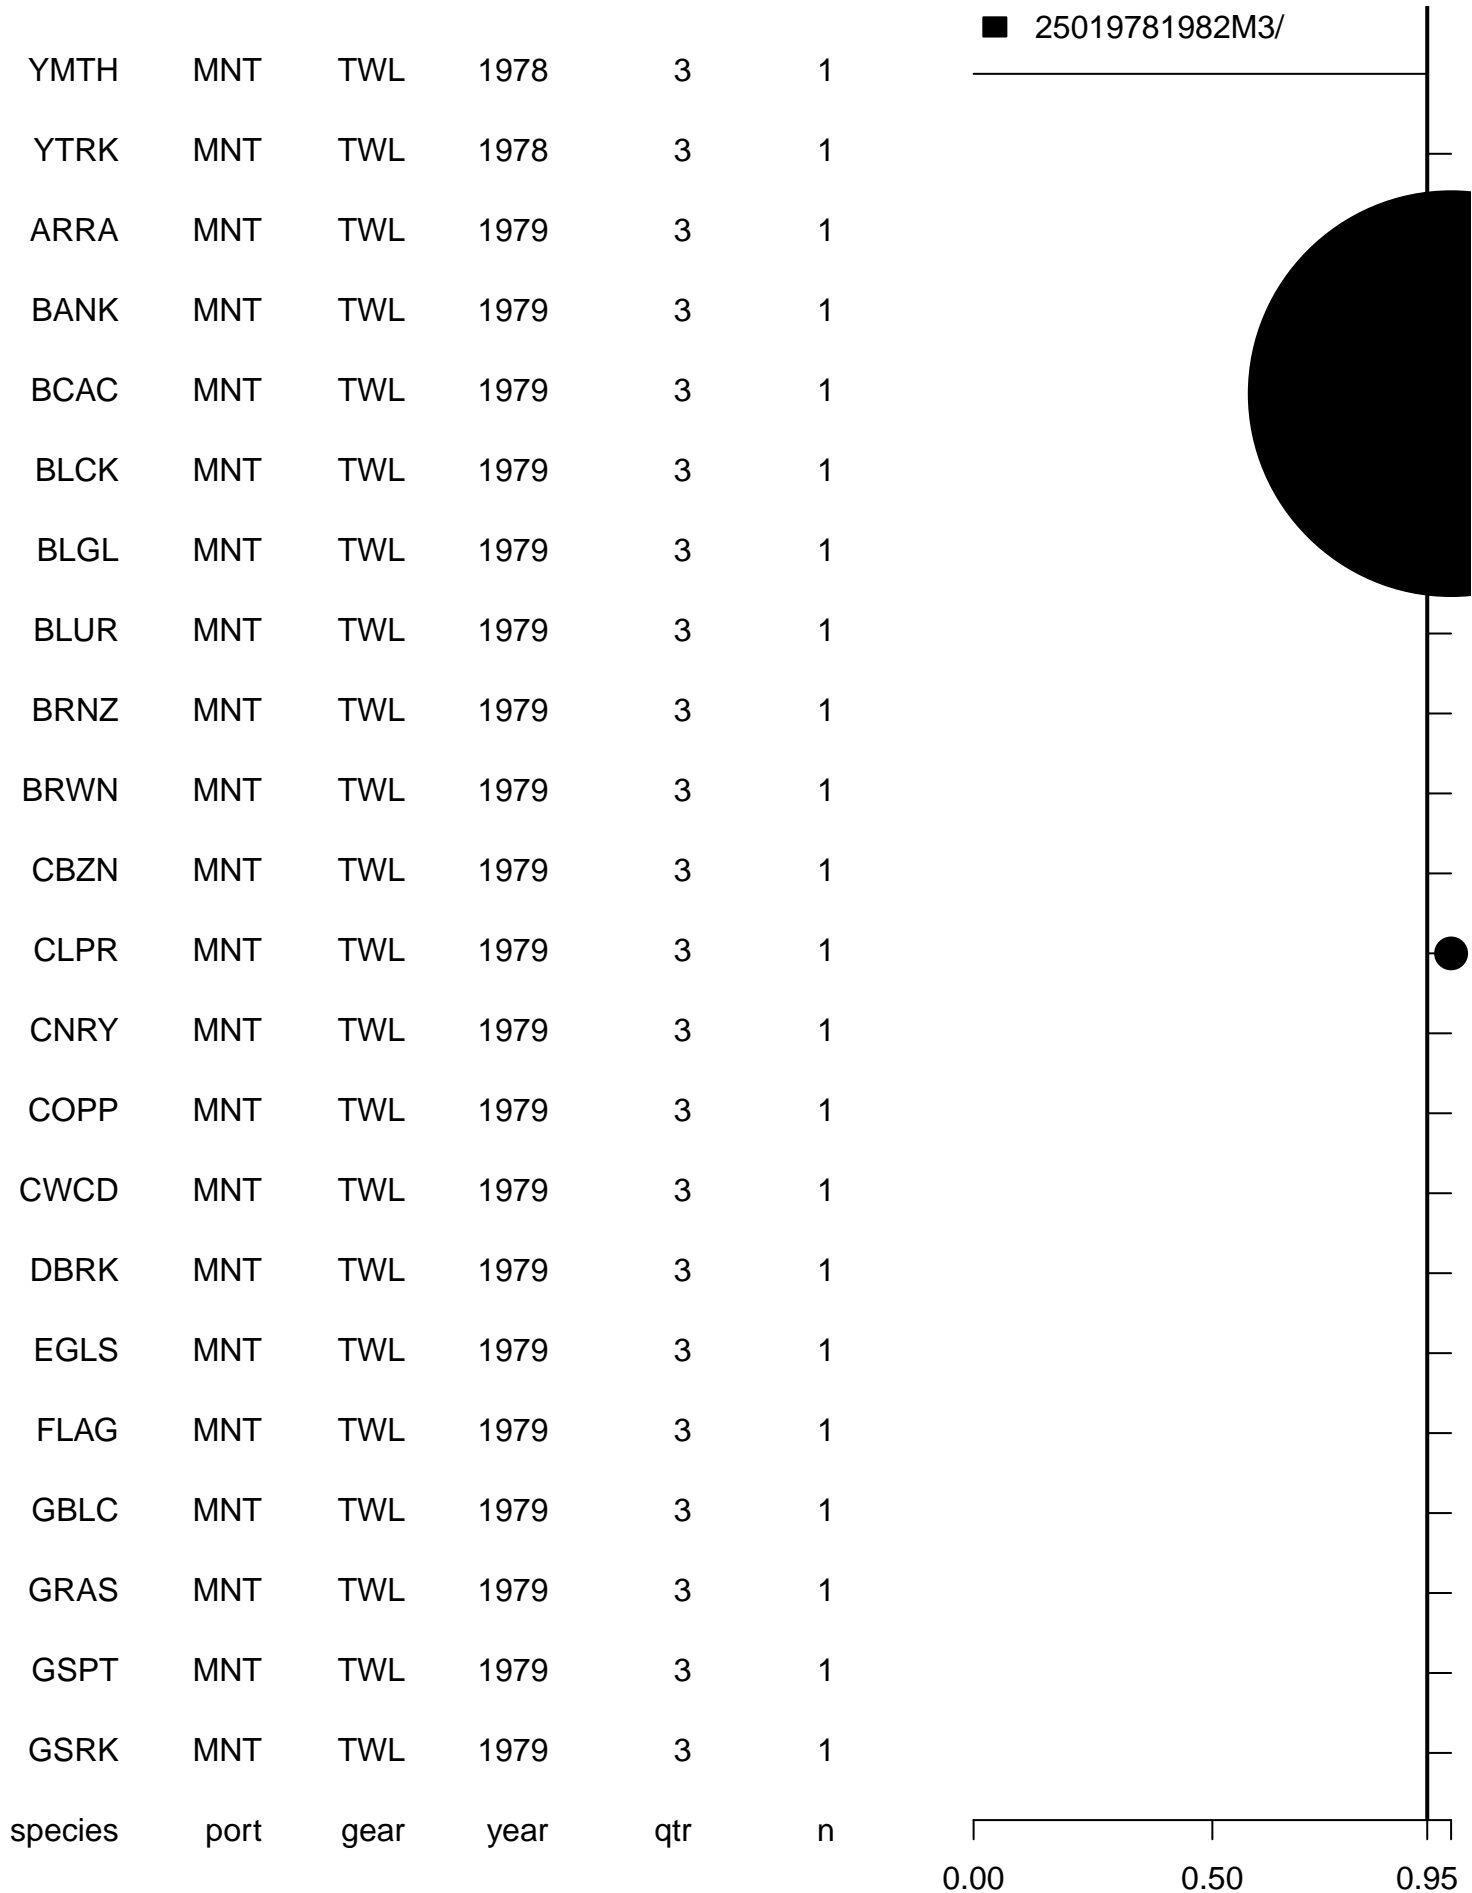 25019781982M3/
YMTH MNT TWL 1978 3 1
YTRK MNT TWL 1978 3 1
ARRA MNT TWL 1979 3 1
BANK MNT TWL 1979 3 1
BCAC MNT TWL 1979 3 1
BLCK MNT TWL 1979 3 1
BLGL MNT TWL 1979 3 1
BLUR MNT TWL 1979 3 1
BRNZ MNT TWL 1979 3 1
BRWN MNT TWL 1979 3 1
CBZN MNT TWL 1979 3 1
CLPR MNT TWL 1979 3 1
CNRY MNT TWL 1979 3 1
COPP MNT TWL 1979 3 1
CWCD MNT TWL 1979 3 1
DBRK MNT TWL 1979 3 1
EGLS MNT TWL 1979 3 1
FLAG MNT TWL 1979 3 1
GBLC MNT TWL 1979 3 1
GRAS MNT TWL 1979 3 1
GSPT MNT TWL 1979 3 1
GSRK MNT TWL 1979 3 1
species port gear year qtr n
0.00 0.50 0.95